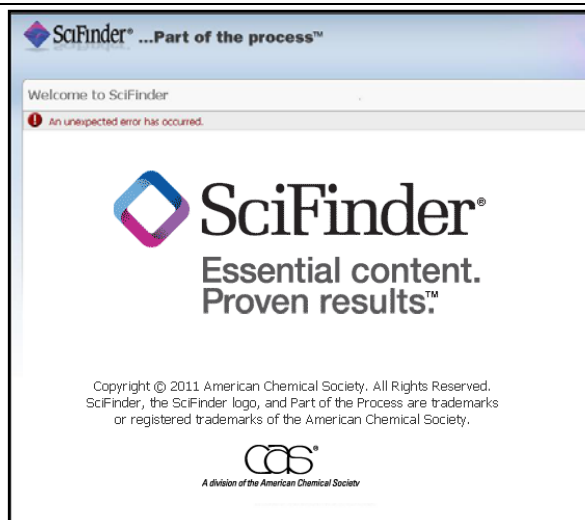 SciFinder® ...Part of the process™
Welcome to SciFinder
An unexpected error has occurred.
SciFinder®
Essential content.
Proven results.™
Copyright © 2011 American Chemical Society. All Rights Reserved.
SciFinder, the SciFinder logo, and Part of the Process are trademarks
or registered trademarks of the American Chemical Society.
CAS®
A division of the American Chemical Society